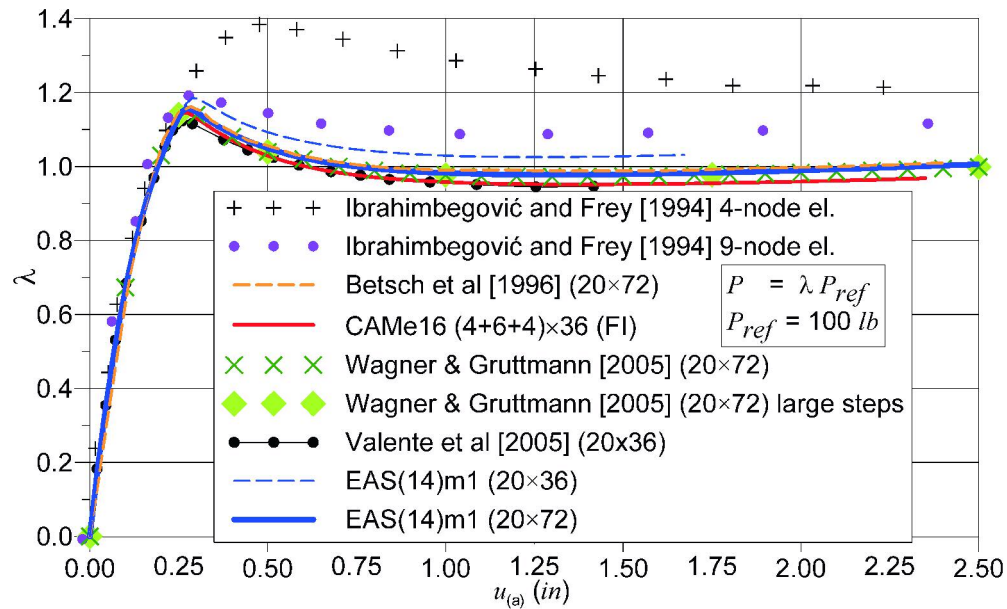 1.4
1.2
1.0
0.8
0.6
0.4
0.2
0.0
λ
Ibrahimbegović and Frey [1994] 4-node el.
Ibrahimbegović and Frey [1994] 9-node el.
Betsch et al [1996] (20×72)
CAMe16 (4+6+4)×36 (FI)
Wagner & Gruttmann [2005] (20×72)
Wagner & Gruttmann [2005] (20×72) large steps
Valente et al [2005] (20x36)
EAS(14)m1 (20×36)
EAS(14)m1 (20×72)
P = λ P_ref
P_ref = 100 lb
0.00 0.25 0.50 0.75 1.00 1.25 1.50 1.75 2.00 2.25 2.50
u_(a) (in)